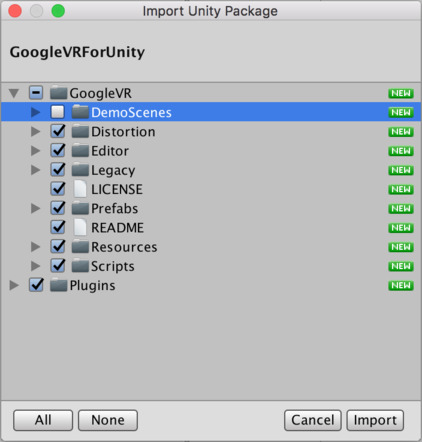 Import Unity Package
GoogleVRForUnity
GoogleVR NEW
DemoScenes NEW
Distortion NEW
Editor NEW
Legacy NEW
LICENSE NEW
Prefabs NEW
README NEW
Resources NEW
Scripts NEW
Plugins NEW
All None Cancel Import